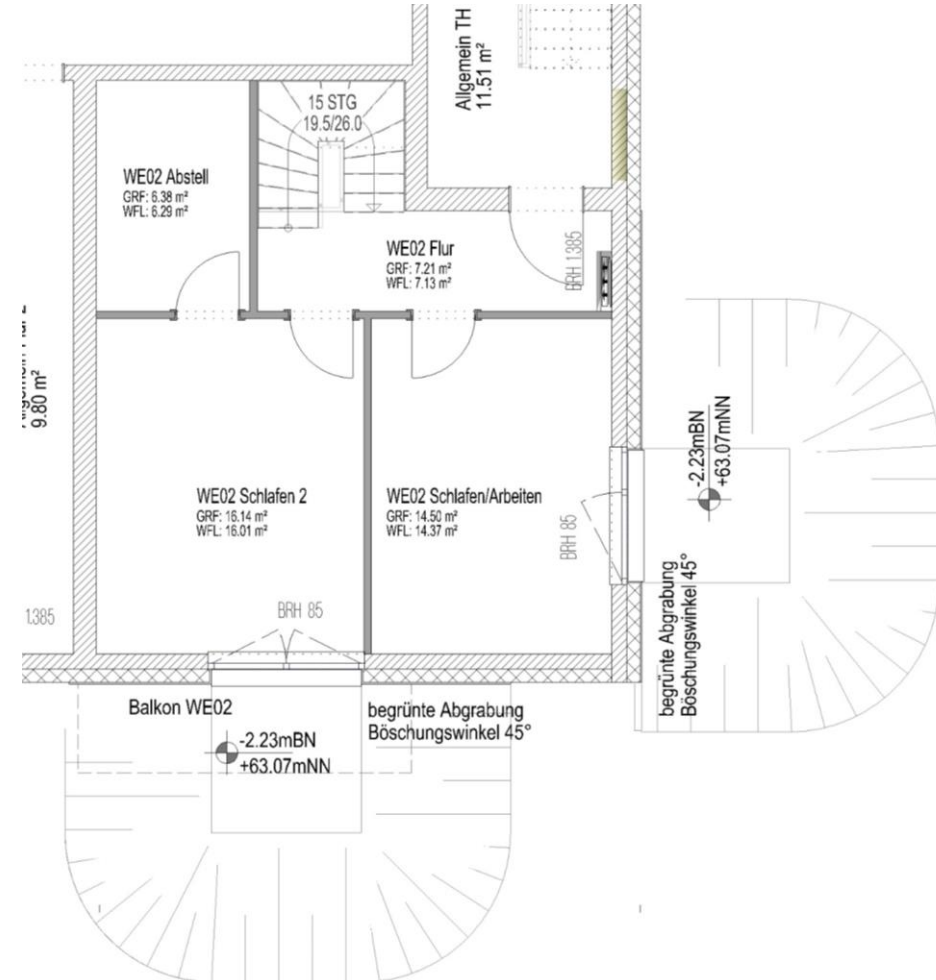 Allgemein TH
11.51 m²
15 STG
19.5/26.0
WE02 Abstell
GRF: 6.38 m²
WFL: 6.29 m²
WE02 Flur
GRF: 7.21 m²
WFL: 7.13 m²
BRH 1.385
9.80 m²
-2.23mBN
+63.07mNN
WE02 Schlafen 2
GRF: 16.14 m²
WFL: 16.01 m²
WE02 Schlafen/Arbeiten
GRF: 14.50 m²
WFL: 14.37 m²
BRH 85
1.385
BRH 85
begrünte Abgrabung
Böschungswinkel 45°
Balkon WE02
begrünte Abgrabung
Böschungswinkel 45°
-2.23mBN
+63.07mNN